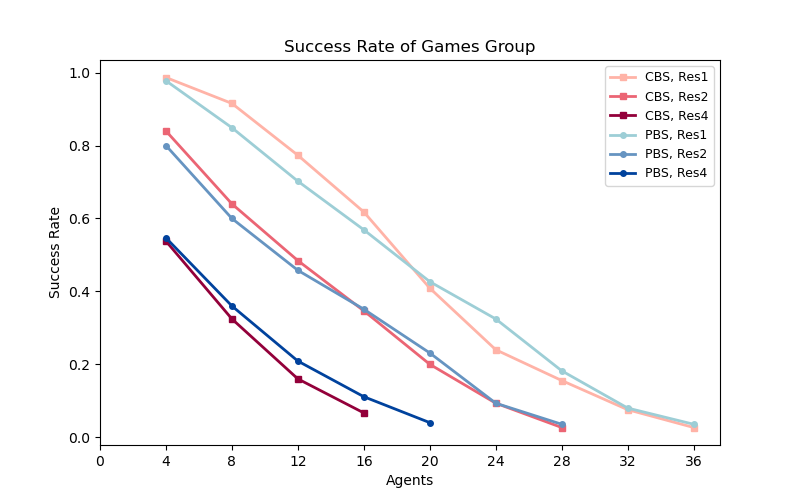 Success Rate of Games Group
1.0
0.8
0.6
0.4
0.2
0.0
Success Rate
0 4 8 12 16 20 24 28 32 36
Agents
CBS, Res1
CBS, Res2
CBS, Res4
PBS, Res1
PBS, Res2
PBS, Res4